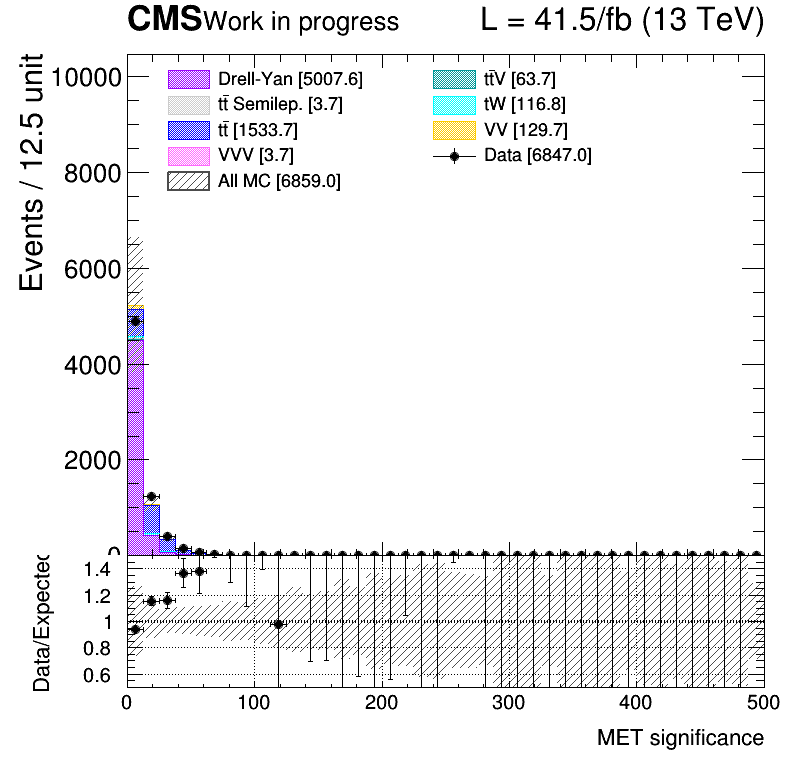 CMS Work in progress L = 41.5/fb (13 TeV)
Events / 12.5 unit
10000
8000
6000
4000
2000
0
Drell-Yan [5007.6]
tt̄ Semilep. [3.7]
tt̄ [1533.7]
VVV [3.7]
All MC [6859.0]
tt̄V [63.7]
tW [116.8]
VV [129.7]
Data [6847.0]
Data/Expected
1.4
1.2
1
0.8
0.6
0 100 200 300 400 500
MET significance